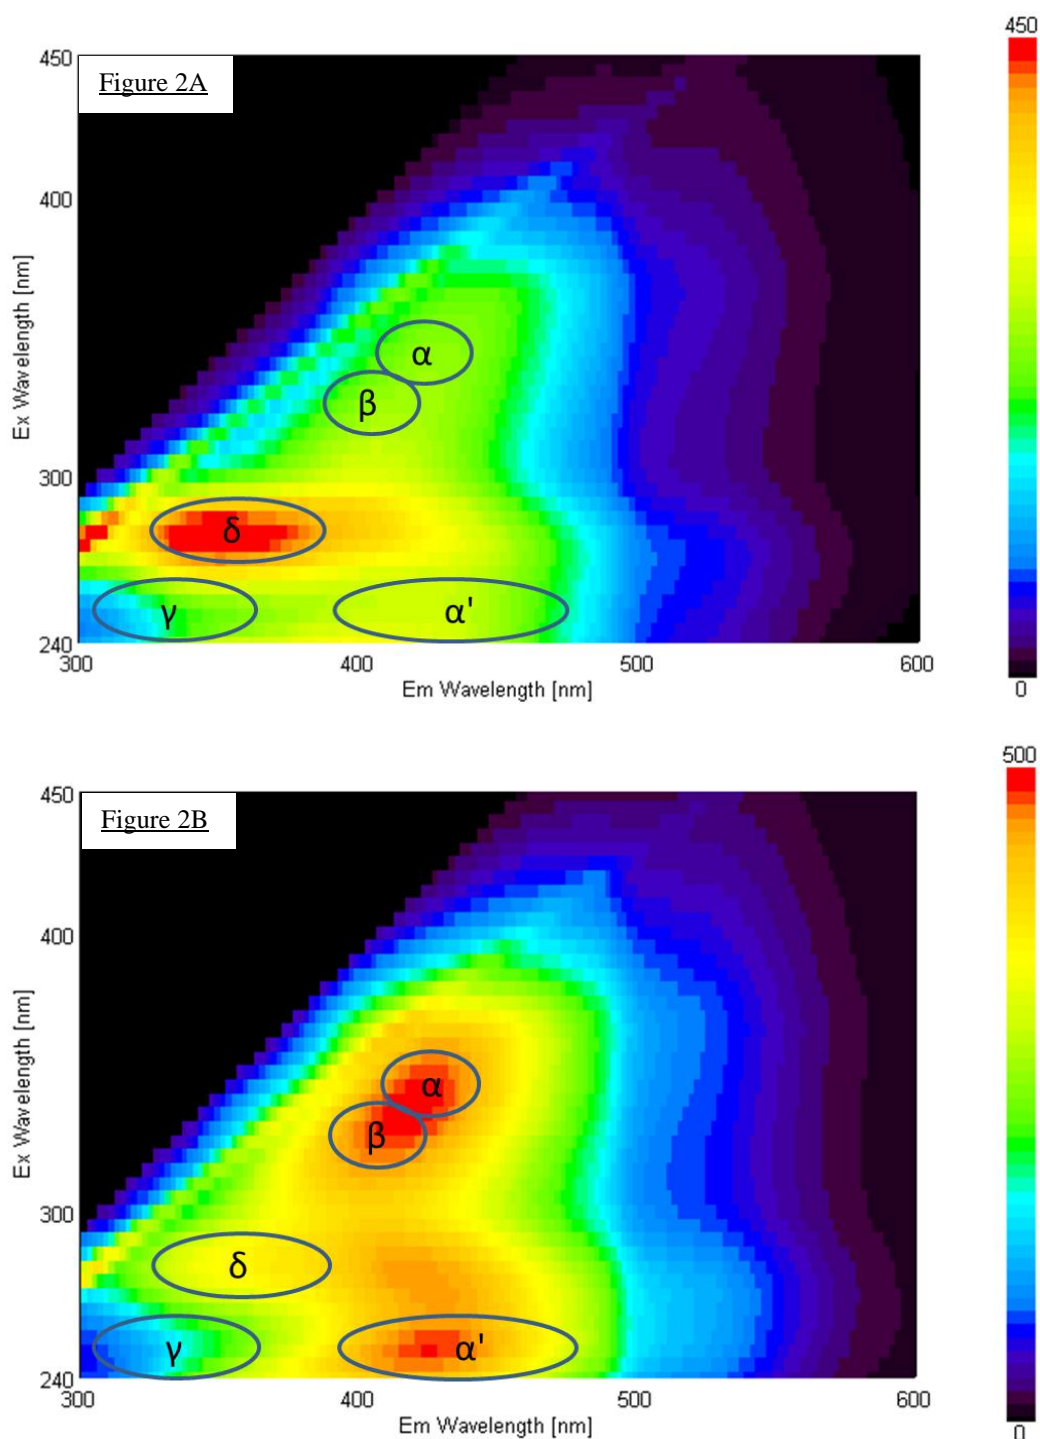 450
Figure 2A
450
400
α
β
Ex Wavelength [nm]
300
δ
γ
α'
240
300
400
500
600
0
Em Wavelength [nm]
500
450
Figure 2B
400
α
β
Ex Wavelength [nm]
300
δ
γ
α'
240
300
400
500
600
Em Wavelength [nm]
0